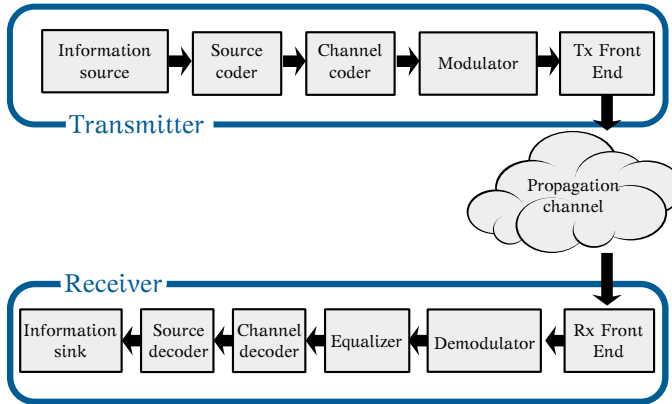 Information
source
Source
coder
Channel
coder
Modulator
Tx Front
End
Transmitter
Propagation
channel
Receiver
Information
sink
Source
decoder
Channel
decoder
Equalizer
Demodulator
Rx Front
End